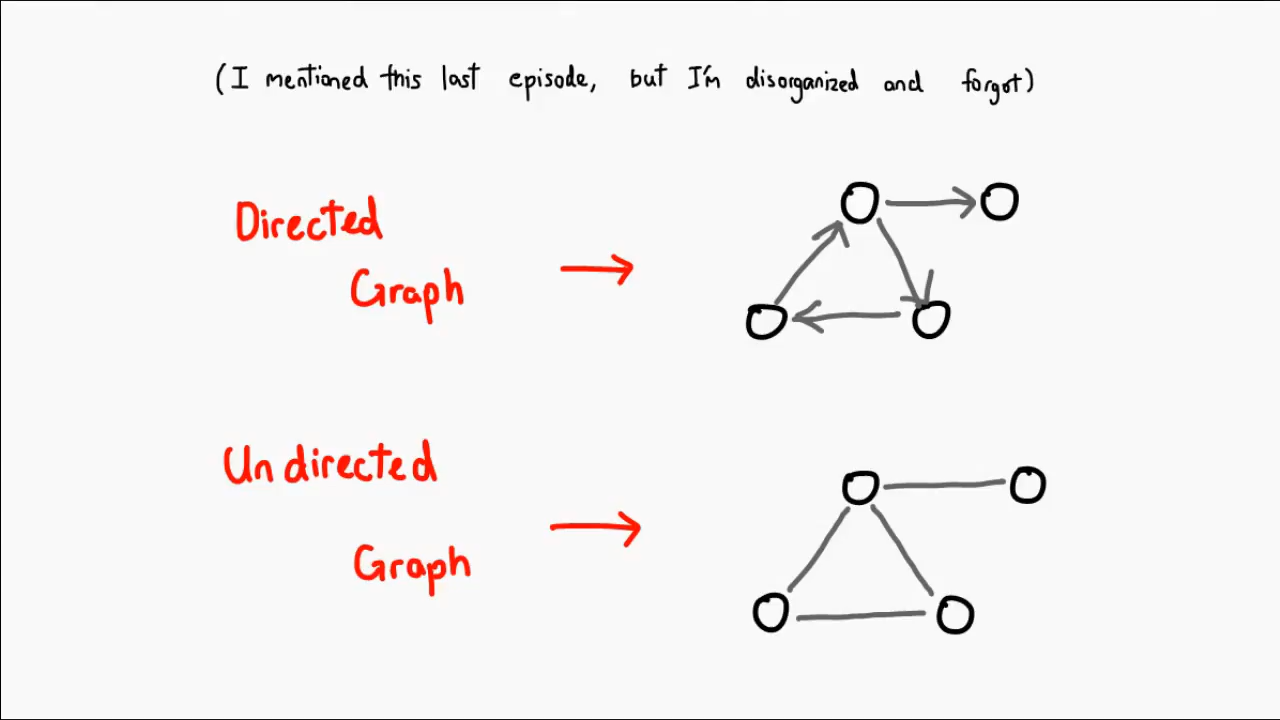 (I mentioned this last episode, but I'm disorganized and forgot)
Directed
Graph
Undirected
Graph